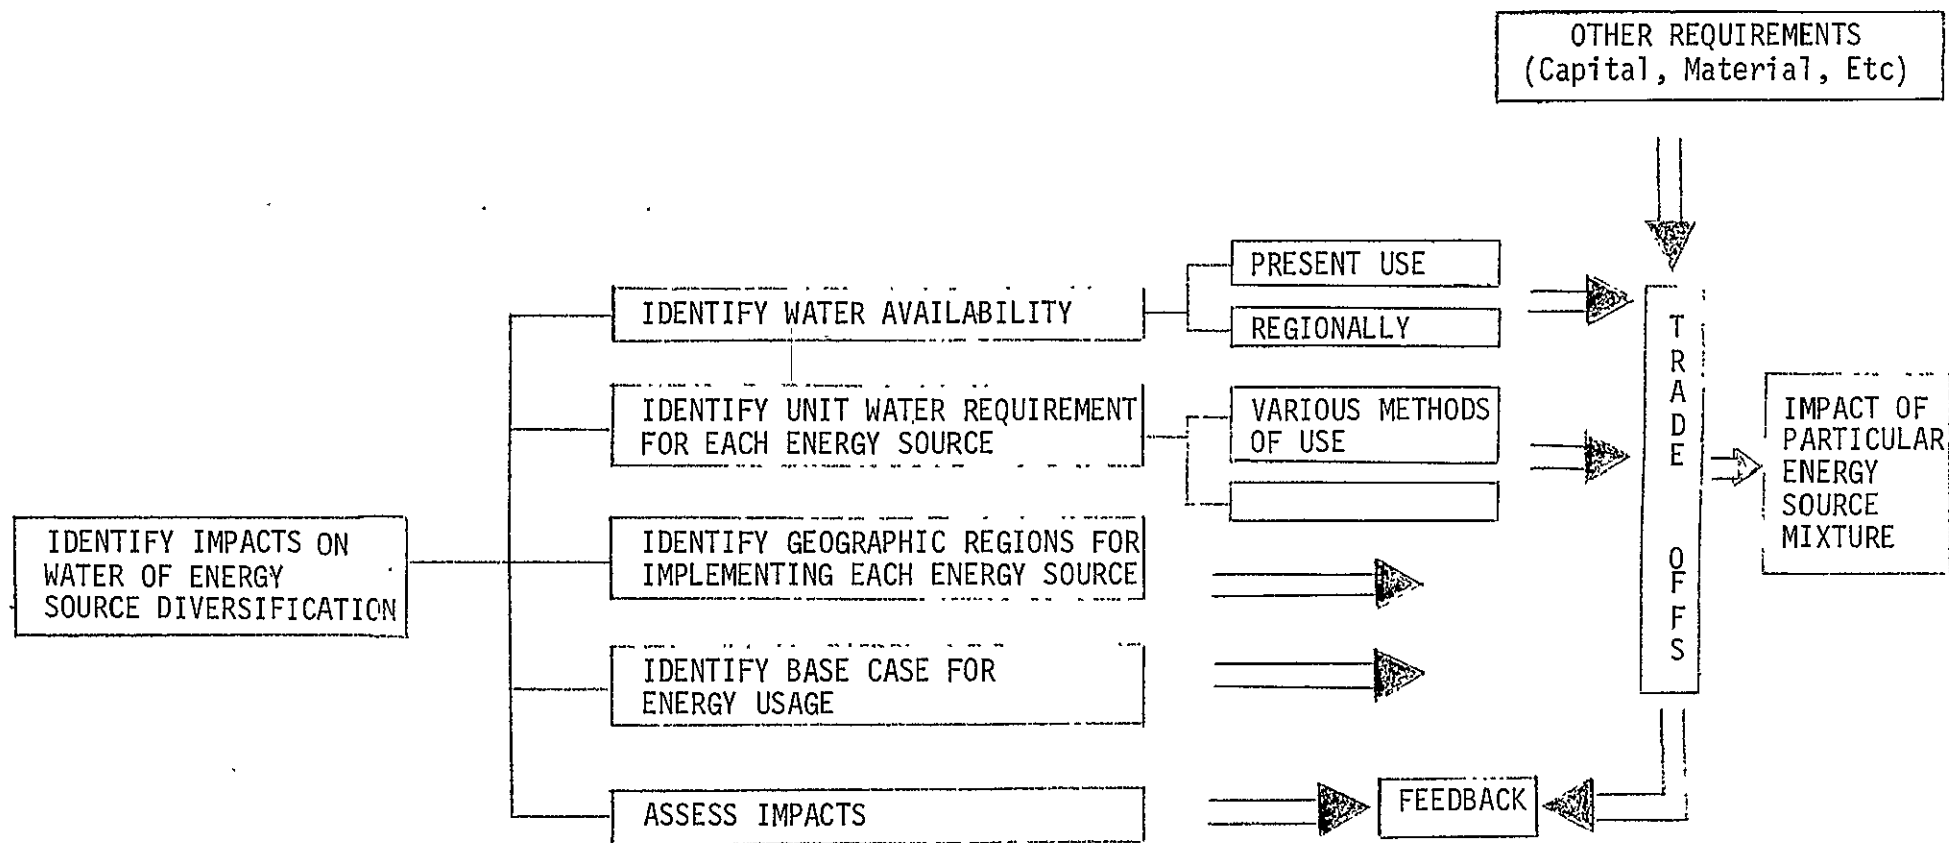 OTHER REQUIREMENTS
(Capital, Material, Etc)
PRESENT USE
IDENTIFY WATER AVAILABILITY
REGIONALLY
IDENTIFY UNIT WATER REQUIREMENT
FOR EACH ENERGY SOURCE
VARIOUS METHODS
OF USE
TRADE OFFS
IMPACT OF
PARTICULAR
ENERGY
SOURCE
MIXTURE
IDENTIFY IMPACTS ON
WATER OF ENERGY
SOURCE DIVERSIFICATION
IDENTIFY GEOGRAPHIC REGIONS FOR
IMPLEMENTING EACH ENERGY SOURCE
IDENTIFY BASE CASE FOR
ENERGY USAGE
ASSESS IMPACTS
FEEDBACK